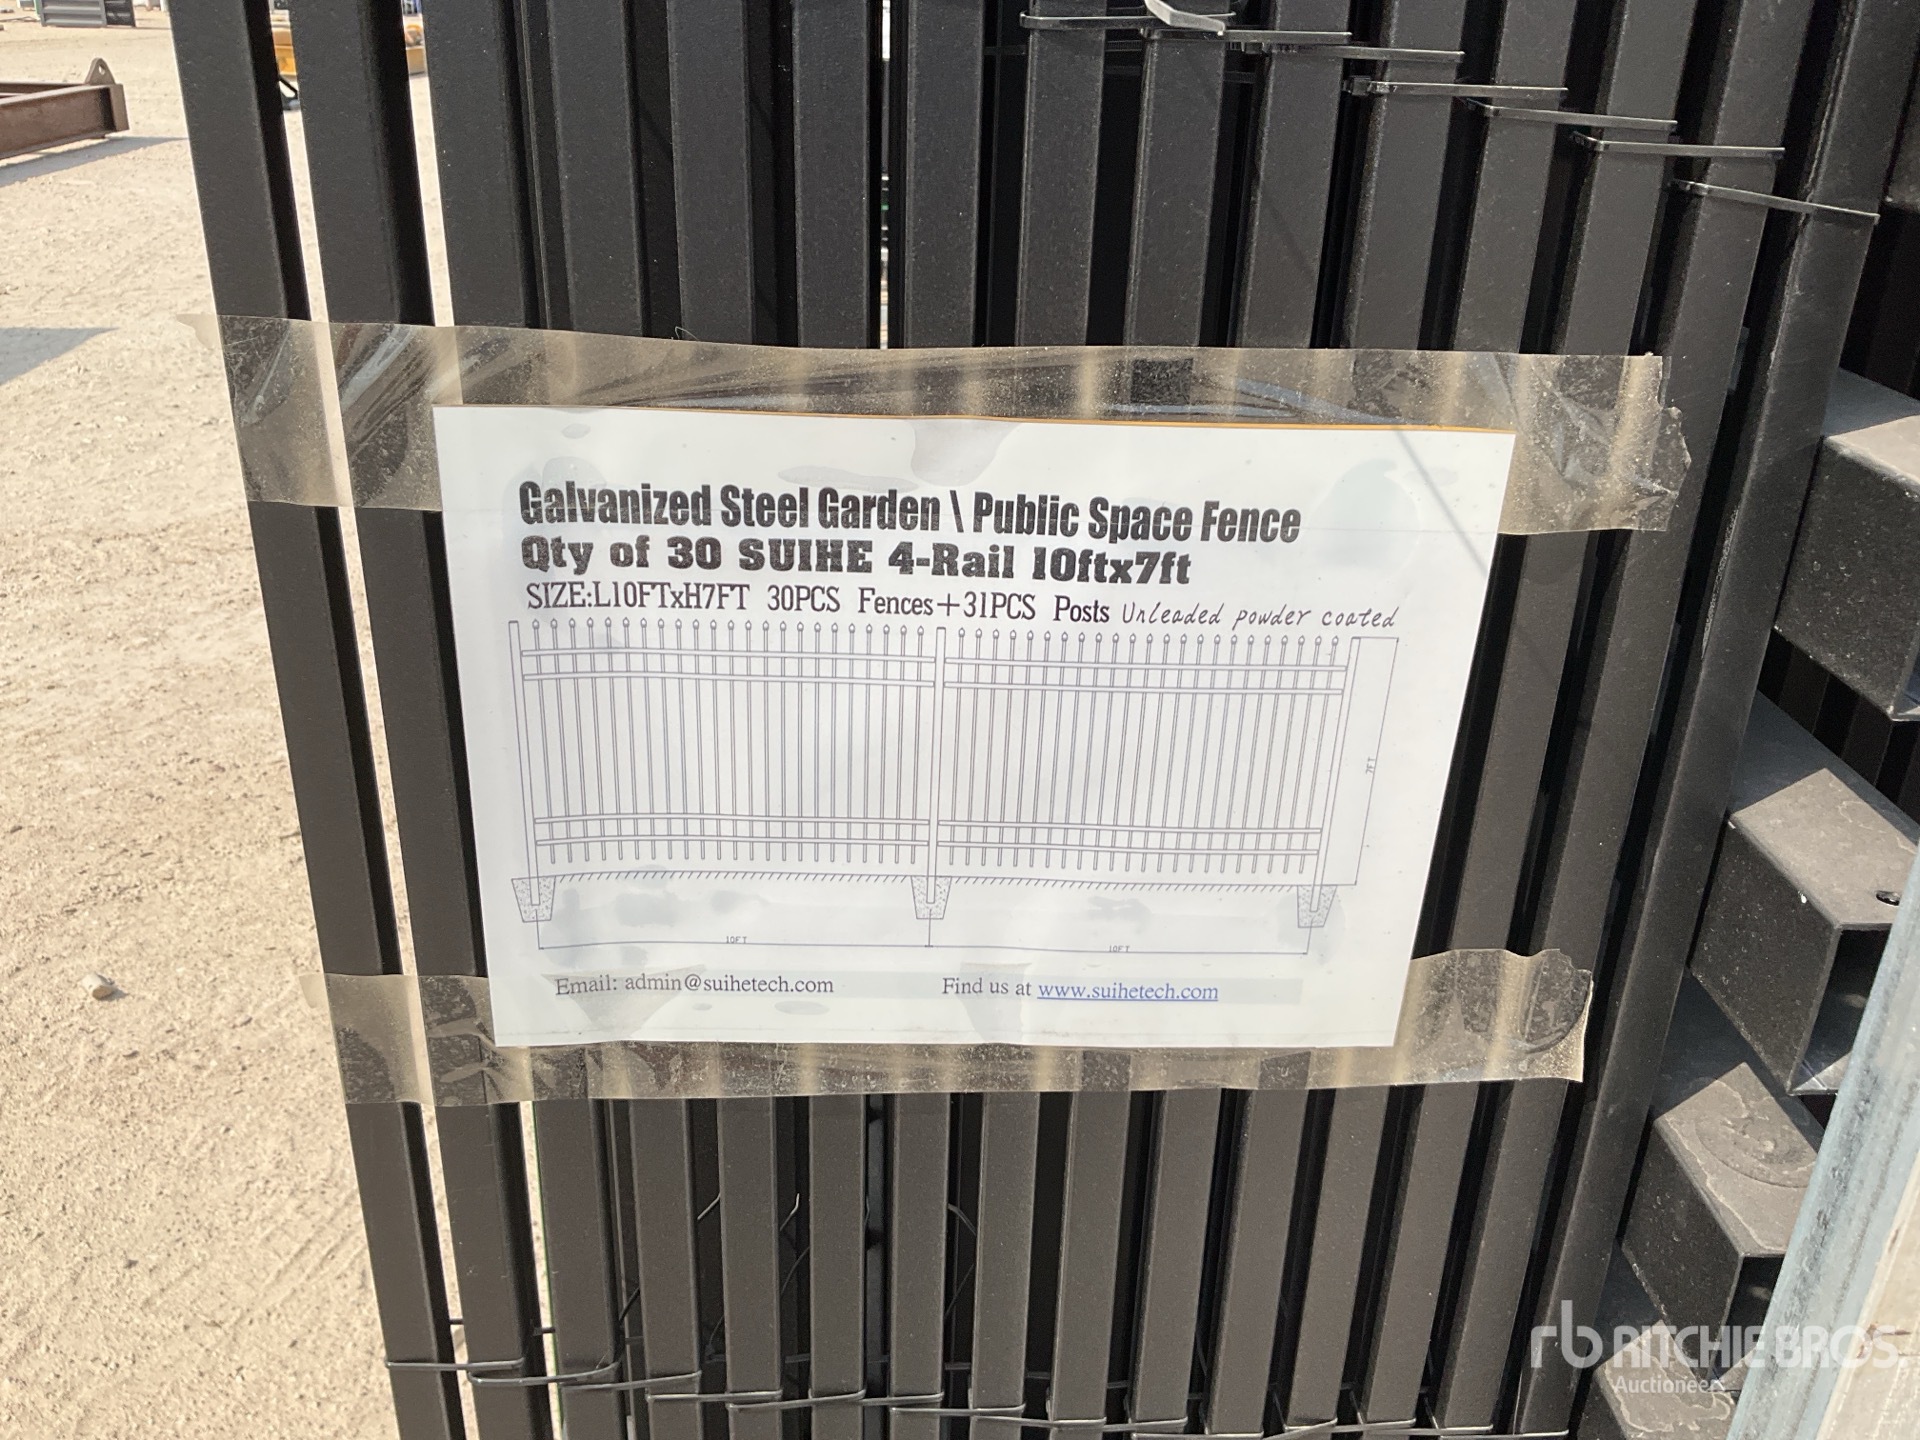 Galvanized Steel Garden \ Public Space Fence
Qty of 30 SUIHE 4-Rail 10ftx7ft
SIZE:L10FTxH7FT 30PCS Fences+31PCS Posts Unleaded powder coated
7FT
10FT 10FT
Email: admin@suihetech.com Find us at www.suihetech.com
rb RITCHIE BROS.
Auctioneers